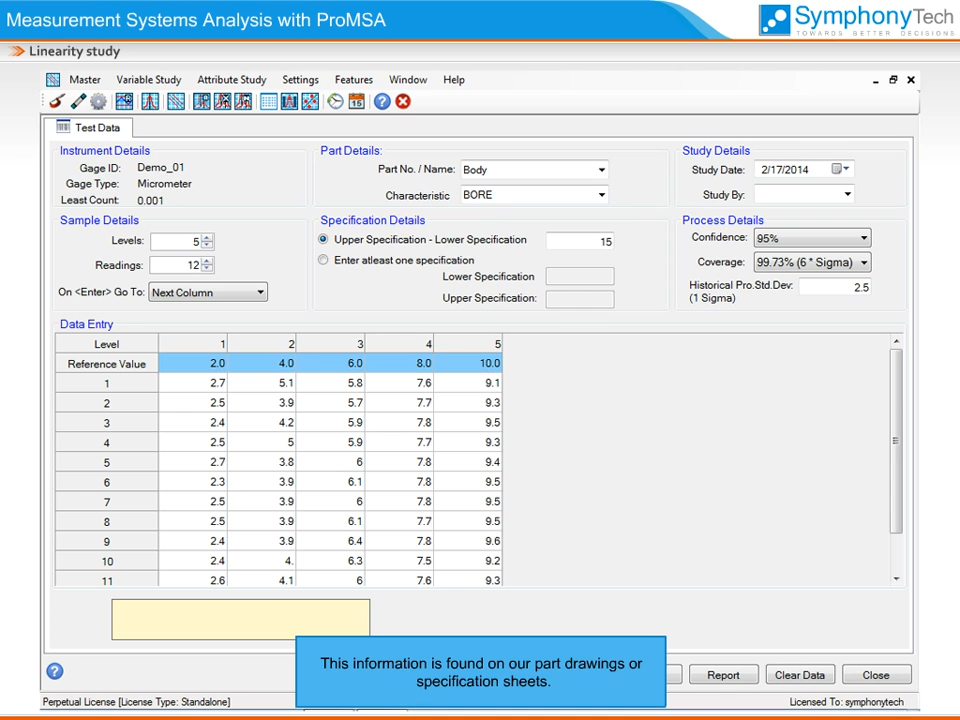 Measurement Systems Analysis with ProMSA
SymphonyTech
TOWARDS BETTER DECISIONS
Linearity study
Master Variable Study Attribute Study Settings Features Window Help
15
Test Data
Instrument Details
Gage ID: Demo_01
Gage Type: Micrometer
Least Count: 0.001
Part Details:
Part No. / Name: Body
Characteristic BORE
Study Details
Study Date: 2/17/2014
Study By:
Sample Details
Levels: 5
Readings: 12
On <Enter> Go To: Next Column
Specification Details
Upper Specification - Lower Specification 15
Enter atleast one specification
Lower Specification
Upper Specification:
Process Details
Confidence: 95%
Coverage: 99.73% (6 * Sigma)
Historical Pro.Std.Dev: 2.5
(1 Sigma)
Data Entry
Level 1 2 3 4 5
Reference Value 2.0 4.0 6.0 8.0 10.0
1 2.7 5.1 5.8 7.6 9.1
2 2.5 3.9 5.7 7.7 9.3
3 2.4 4.2 5.9 7.8 9.5
4 2.5 5 5.9 7.7 9.3
5 2.7 3.8 6 7.8 9.4
6 2.3 3.9 6.1 7.8 9.5
7 2.5 3.9 6 7.8 9.5
8 2.5 3.9 6.1 7.7 9.5
9 2.4 3.9 6.4 7.8 9.6
10 2.4 4. 6.3 7.5 9.2
11 2.6 4.1 6 7.6 9.3
This information is found on our part drawings or
specification sheets.
Report Clear Data Close
Perpetual License [License Type: Standalone]
Licensed To: symphonytech